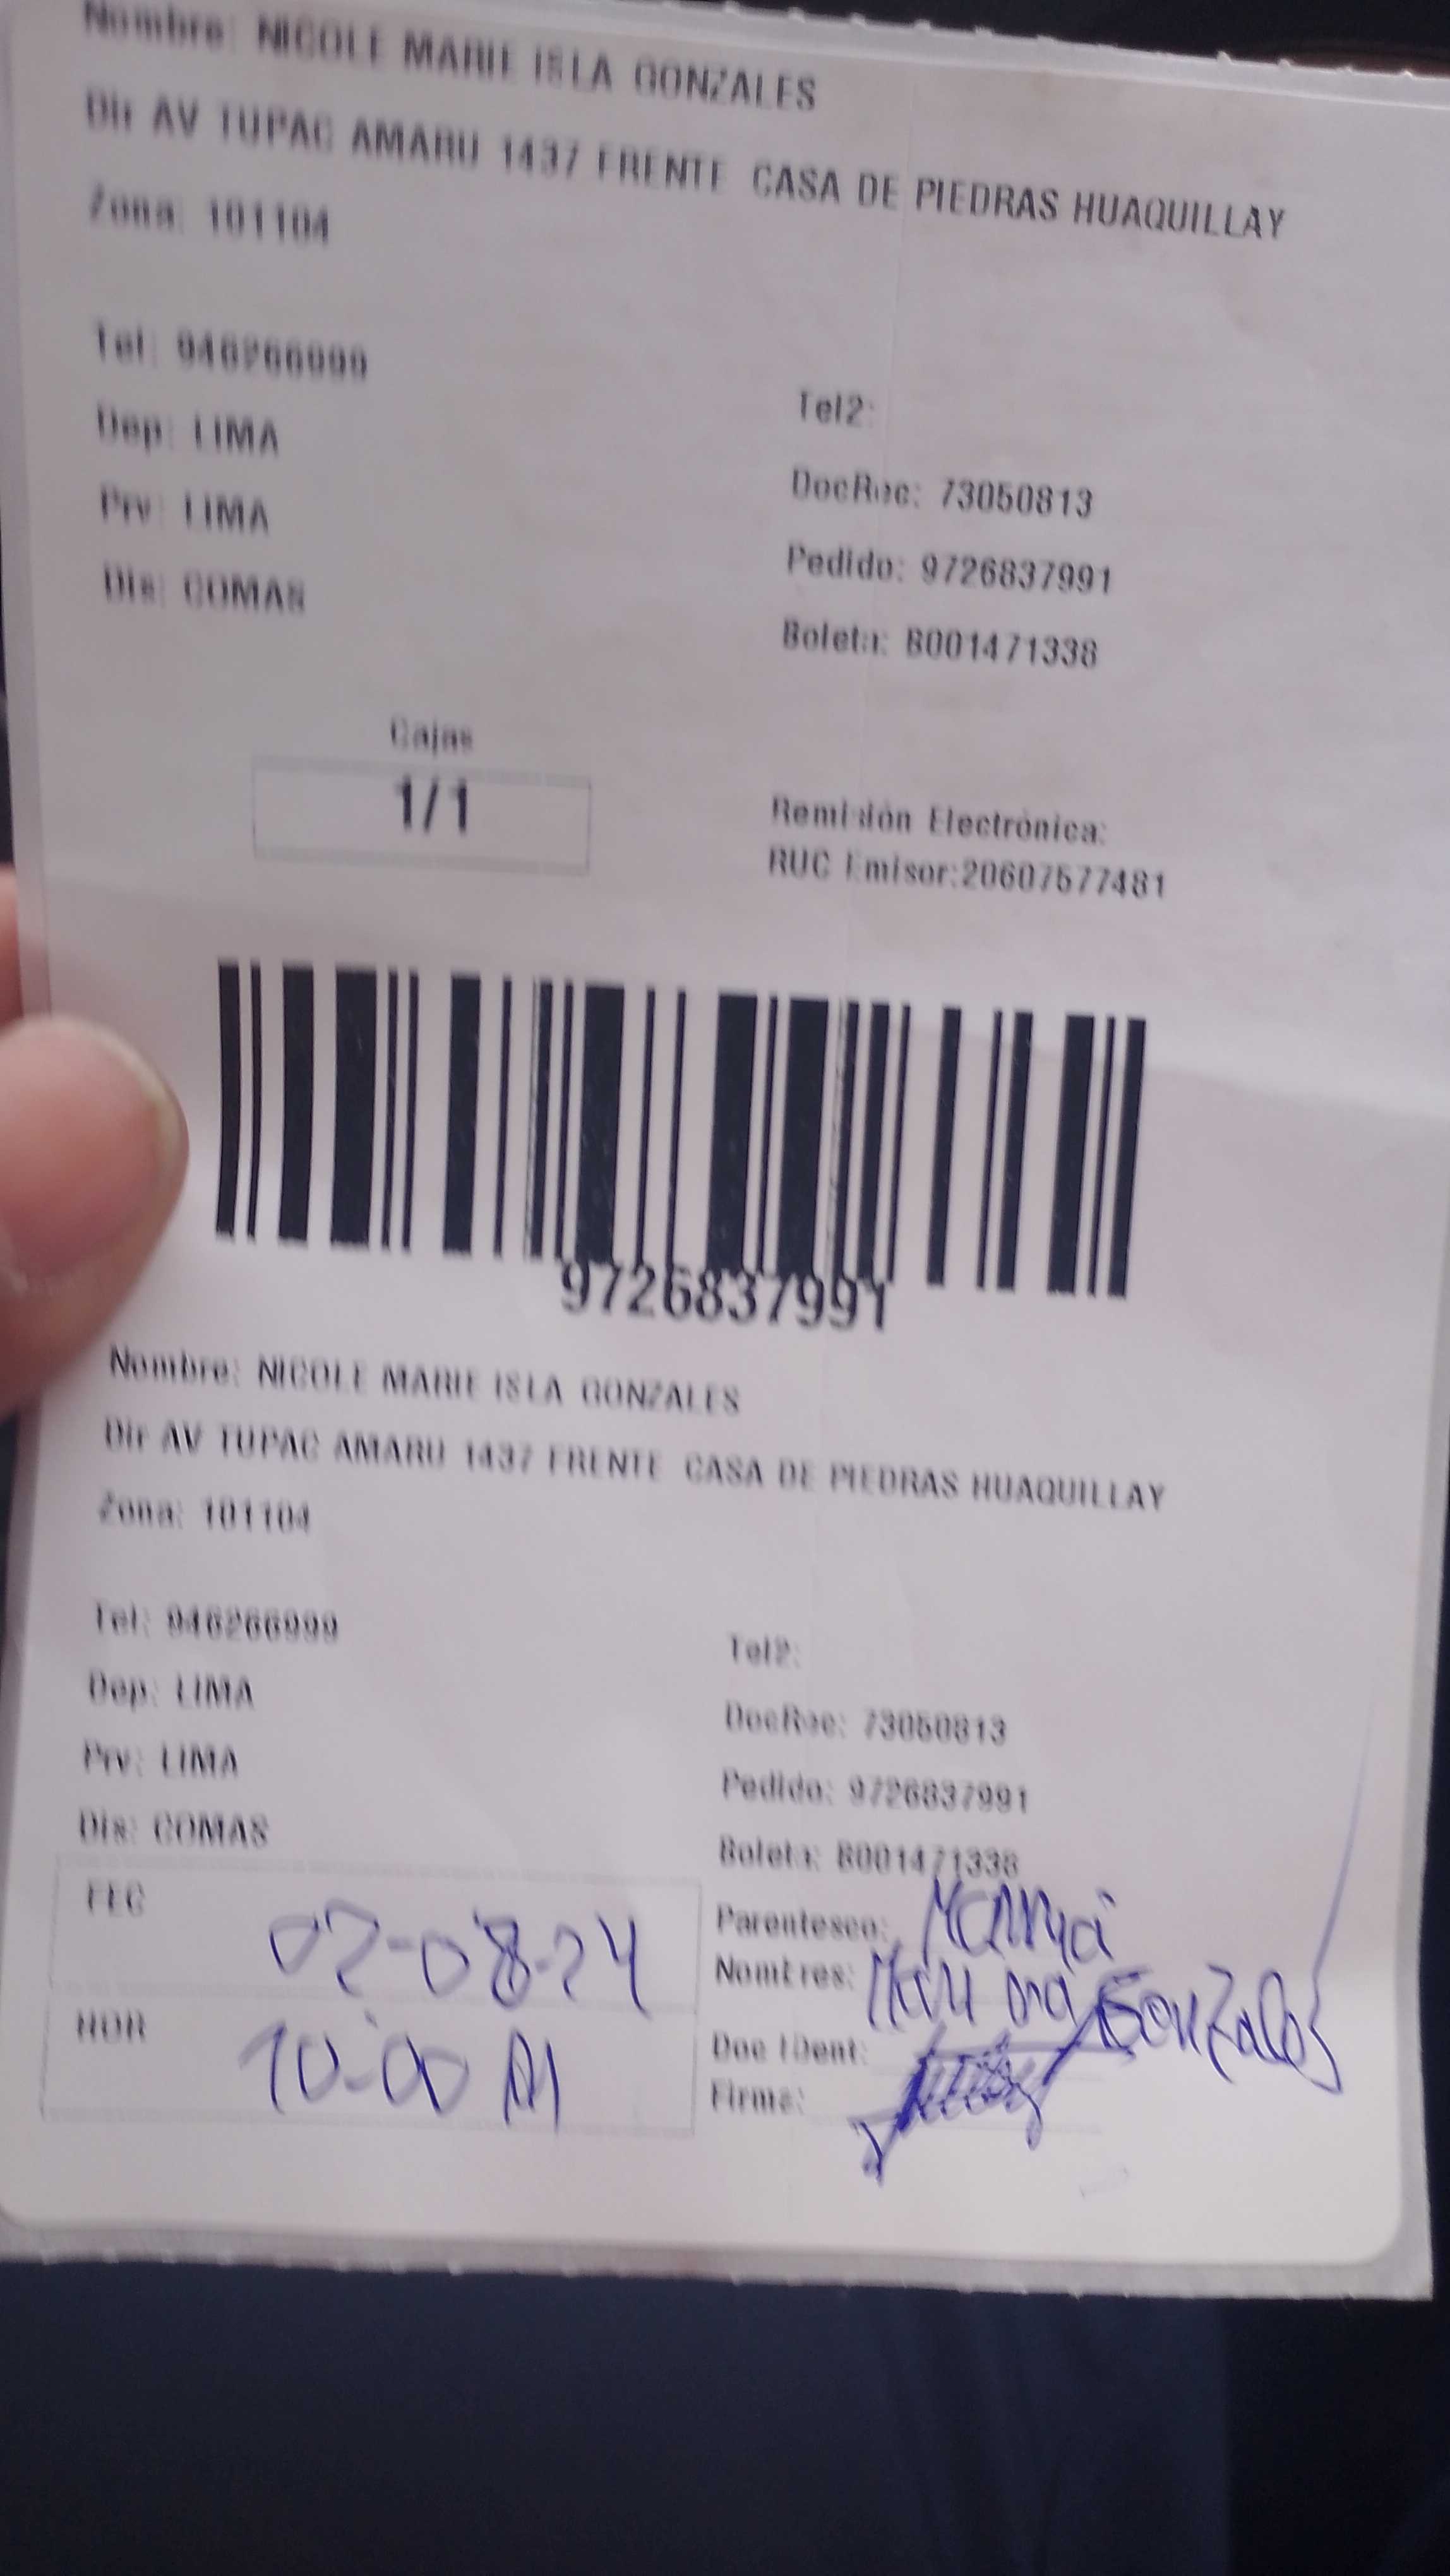 Nombre: NICOLE MARIE ISLA GONZALES
Dir AV TUPAC AMARU 1437 FRENTE CASA DE PIEDRAS HUAQUILLAY
Zona: 101104
Tel: 946266999
Tel2:
Dep: LIMA
DocRec: 73050813
Prv: LIMA
Pedido: 9726837991
Dis: COMAS
Boleta: B001471338
Cajas
1/1
Remisión Electrónica:
RUC Emisor:20607577481
9726837991
Nombre: NICOLE MARIE ISLA GONZALES
Dir AV TUPAC AMARU 1437 FRENTE CASA DE PIEDRAS HUAQUILLAY
Zona: 101104
Tel: 946266999
Tel2:
Dep: LIMA
DocRec: 73050813
Prv: LIMA
Pedido: 9726837991
Dis: COMAS
Boleta: B001471338
FEC 02-08-24
Parentesco: Mamá
Nombres: Gonzales
HOR 10:00 AM
Doc Ident:
Firma: